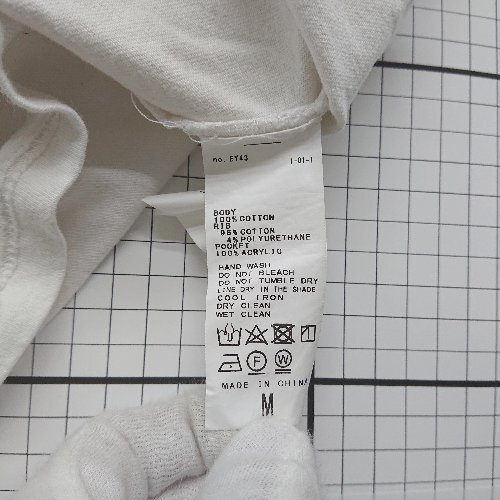 no. EY43 1-01-1
BODY
100% COTTON
RIB
96% COTTON
4% POLYURETHANE
POCKET
100% ACRYLIC
HAND WASH
DO NOT BLEACH
DO NOT TUMBLE DRY
LINE DRY IN THE SHADE
COOL IRON
DRY CLEAN
WET CLEAN
F W
MADE IN CHINA
M